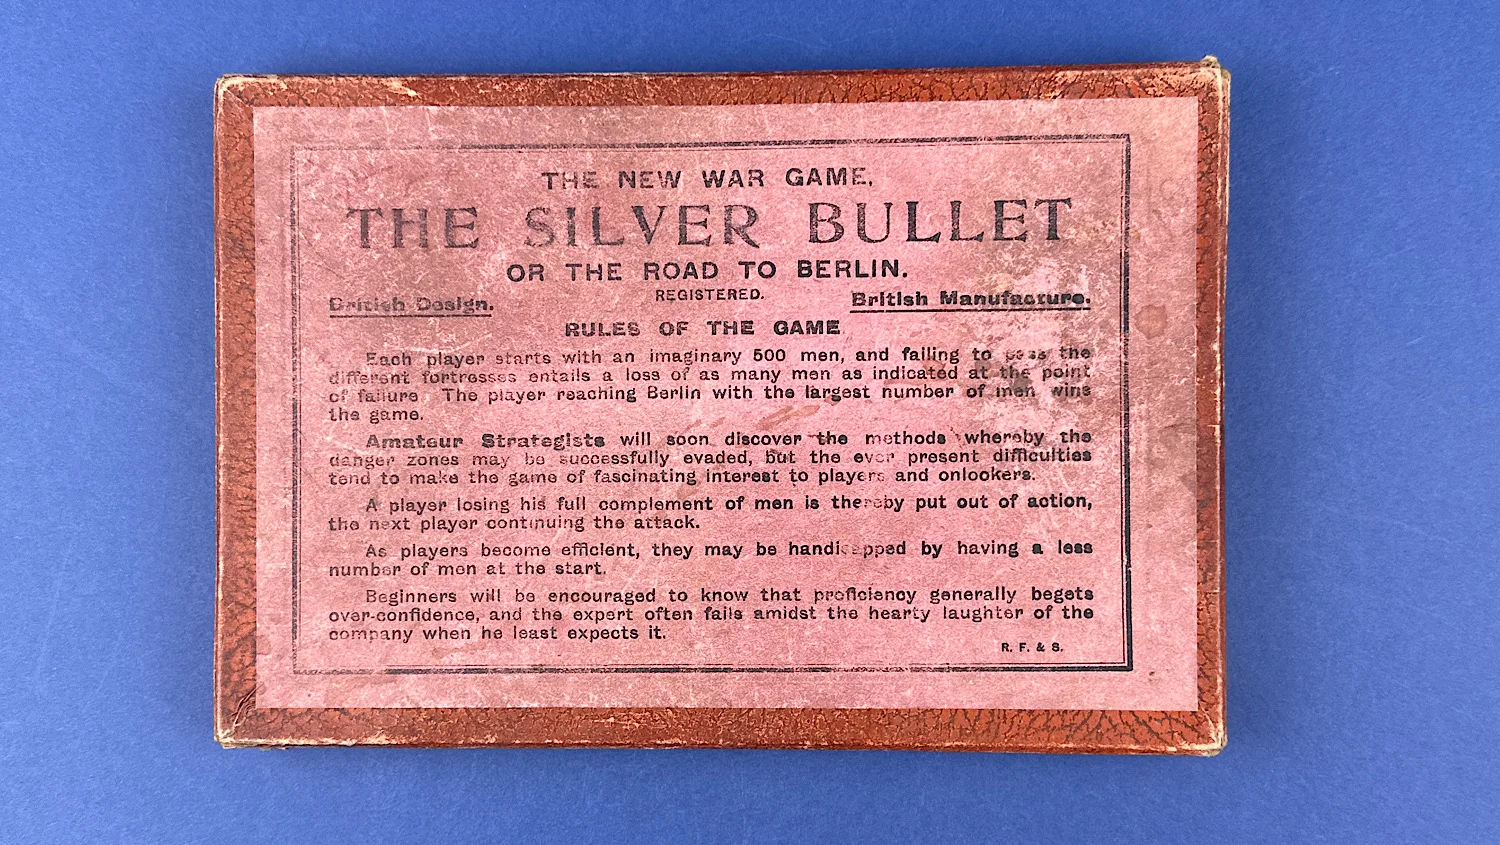 THE NEW WAR GAME,
THE SILVER BULLET
OR THE ROAD TO BERLIN.
REGISTERED.
British Design.
British Manufacture.
RULES OF THE GAME
Each player starts with an imaginary 500 men, and failing to pass the
different fortresses entails a loss of as many men as indicated at the point
of failure The player reaching Berlin with the largest number of men wins
the game.
Amateur Strategists will soon discover the methods whereby the
danger zones may be successfully evaded, but the ever present difficulties
tend to make the game of fascinating interest to players and onlookers.
A player losing his full complement of men is thereby put out of action,
the next player continuing the attack.
As players become efficient, they may be handicapped by having a less
number of men at the start.
Beginners will be encouraged to know that proficiency generally begets
over-confidence, and the expert often fails amidst the hearty laughter of the
company when he least expects it.
R. F. & S.